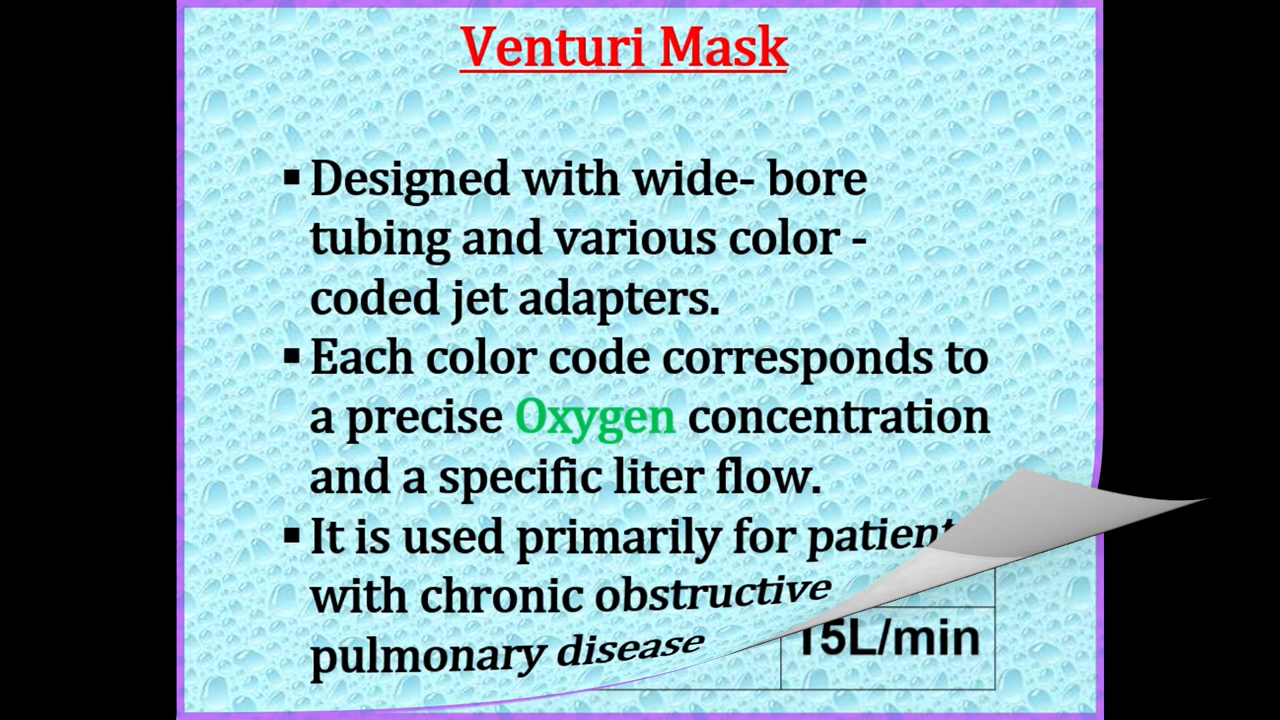 Venturi Mask
▪ Designed with wide- bore
tubing and various color -
coded jet adapters.
▪ Each color code corresponds to
a precise Oxygen concentration
and a specific liter flow.
▪ It is used primarily for patient
with chronic obstructive
pulmonary disease
15L/min